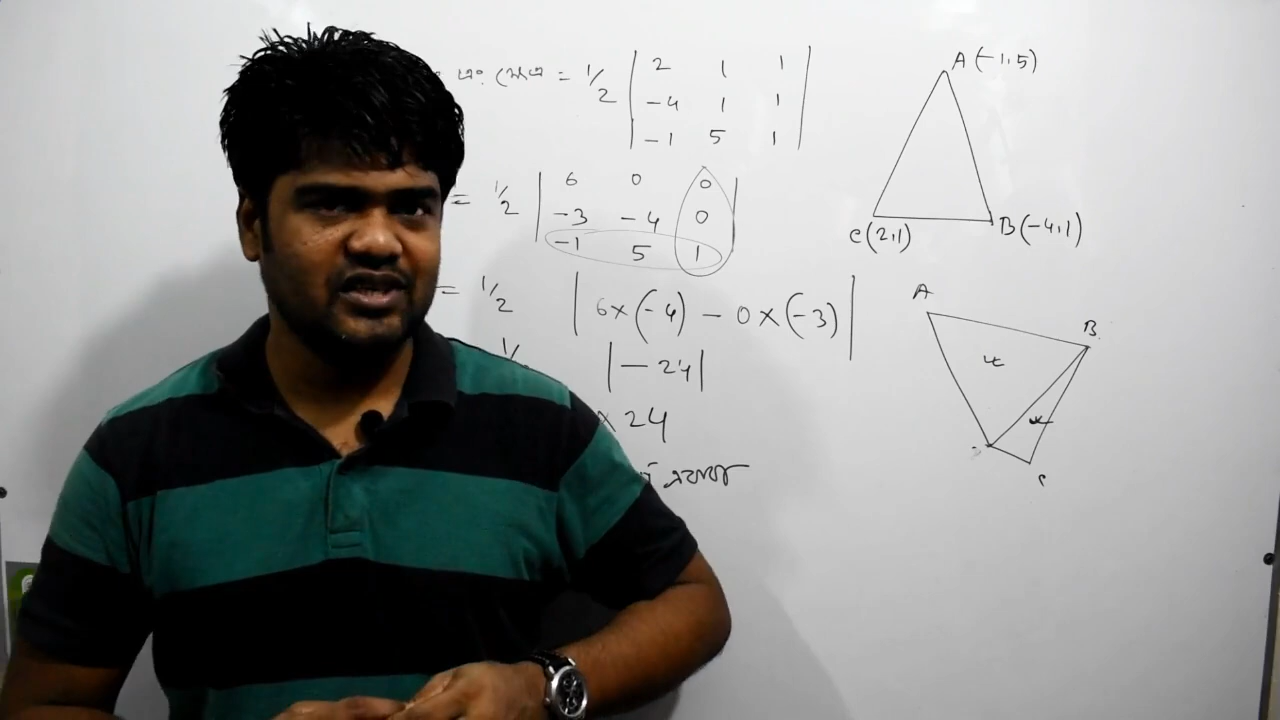 = 1/2 | 2 1 1 |
| -4 1 1 |
| -1 5 1 |
= 1/2 | 6 0 0 |
| -3 -4 0 |
| -1 5 1 |
= 1/2 | 6×(-4) - 0×(-3) |
|-24|
×24
A(-1,5)
C(2,1)
B(-4,1)
A
B